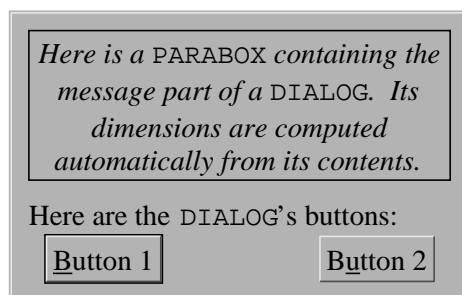 Here is a PARABOX containing the
message part of a DIALOG. Its
dimensions are computed
automatically from its contents.
Here are the DIALOG's buttons:
Button 1 Button 2